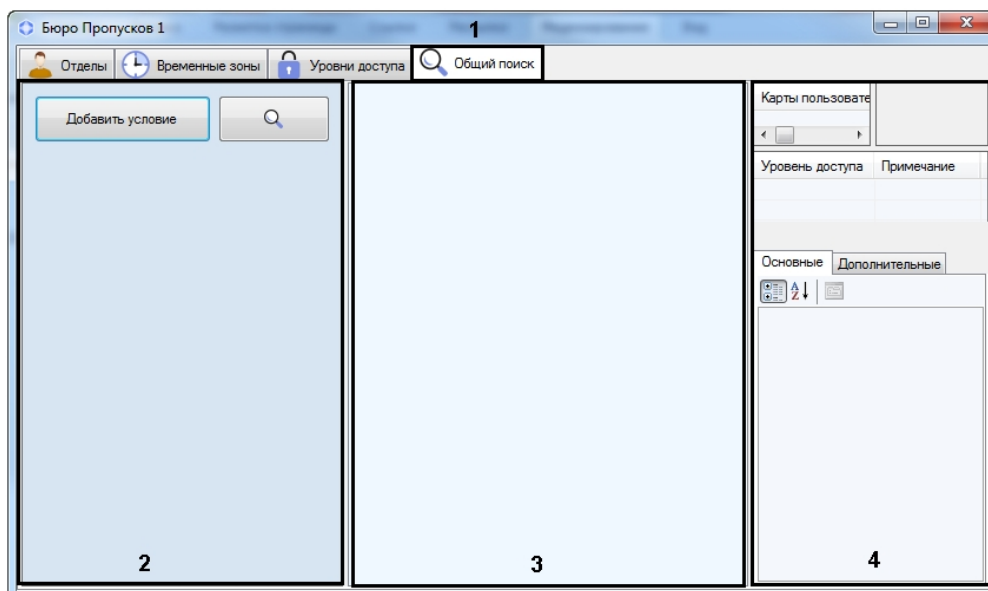 Бюро Пропусков 1
1
Отделы
Временные зоны
Уровни доступа
Общий поиск
Добавить условие
Карты пользовате
Уровень доступа
Примечание
Основные
Дополнительные
A
Z
2
3
4